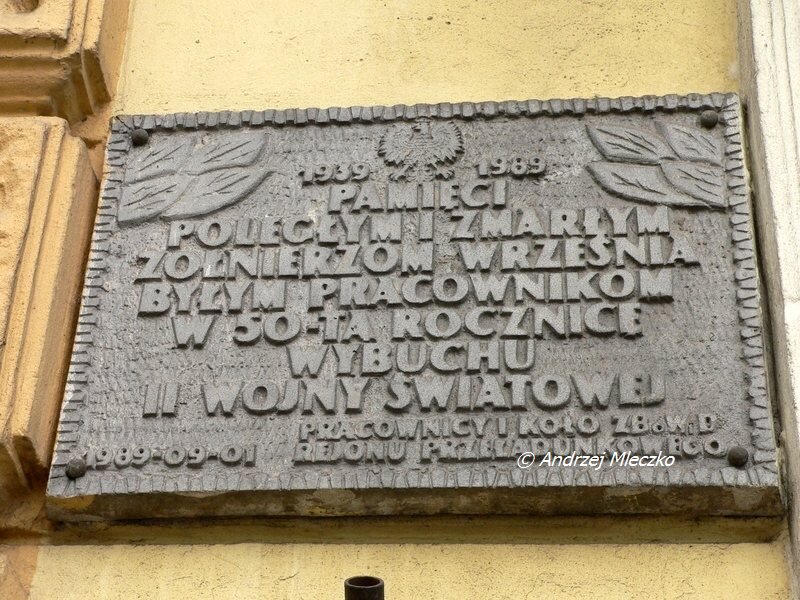 1939 1989
PAMIĘCI
POLEGŁYM I ZMARŁYM
ŻOŁNIERZOM WRZEŚNIA
BYŁYM PRACOWNIKOM
W 50-TĄ ROCZNICĘ
WYBUCHU
II WOJNY ŚWIATOWEJ
PRACOWNICY I KOŁO ZBoWiD
1989-09-01 REJONU PRZEŁADUNKOWEGO
© Andrzej Mleczko